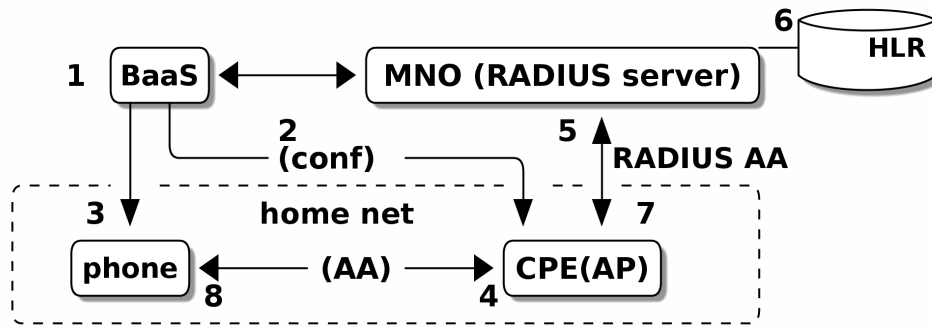 6
HLR
1 BaaS MNO (RADIUS server)
2
(conf)
5
RADIUS AA
3 home net 7
phone (AA) CPE(AP)
8 4